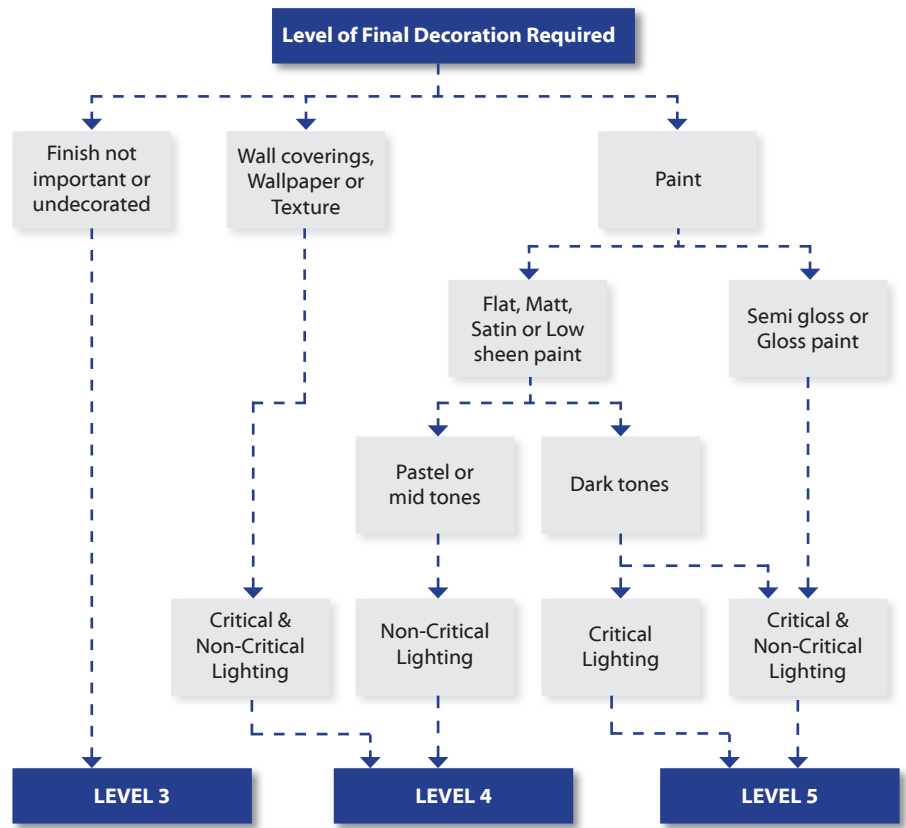 Level of Final Decoration Required
Finish not
important or
undecorated
Wall coverings,
Wallpaper or
Texture
Paint
Flat, Matt,
Satin or Low
sheen paint
Semi gloss or
Gloss paint
Pastel or
mid tones
Dark tones
Critical &
Non-Critical
Lighting
Non-Critical
Lighting
Critical
Lighting
Critical &
Non-Critical
Lighting
LEVEL 3
LEVEL 4
LEVEL 5